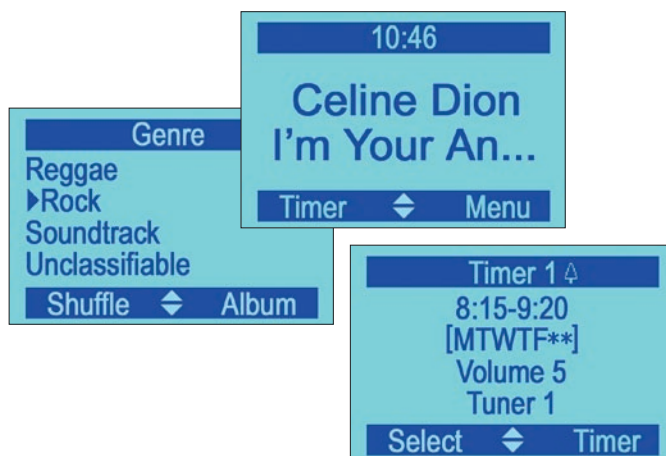 10:46
Celine Dion
I'm Your An...
Timer Menu
Genre
Reggae
Rock
Soundtrack
Unclassifiable
Shuffle Album
Timer 1
8:15-9:20
[MTWTF**]
Volume 5
Tuner 1
Select Timer